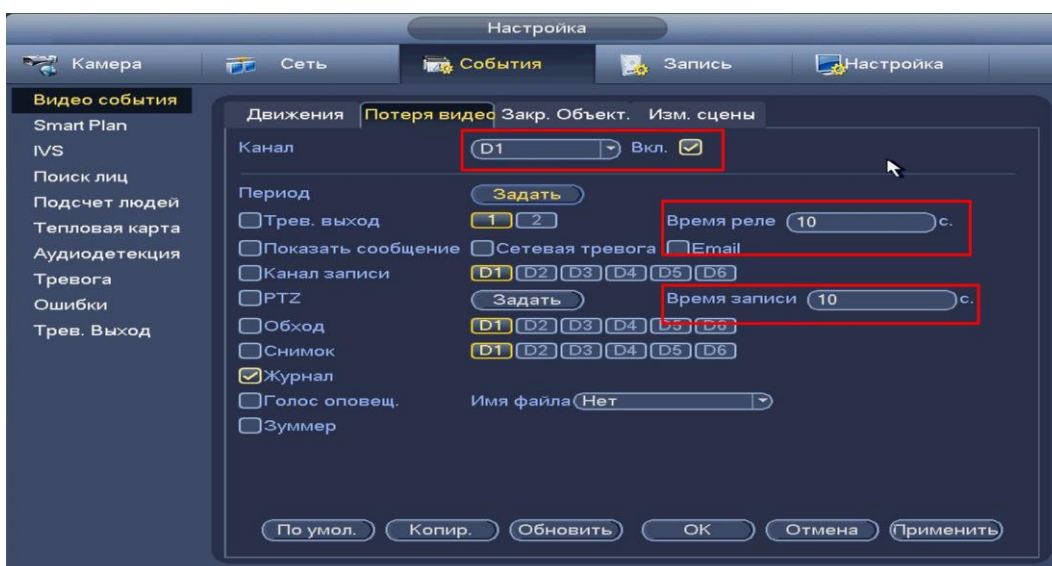 Настройка
Камера Сеть События Запись Настройка
Видео события
Smart Plan
IVS
Поиск лиц
Подсчет людей
Тепловая карта
Аудиодетекция
Тревога
Ошибки
Трев. Выход
Движения Потеря видео Закр. Объект. Изм. сцены
Канал D1 Вкл.
Период Задать
Трев. выход 1 2 Время реле 10 с.
Показать сообщение Сетевая тревога Email
Канал записи D1 D2 D3 D4 D5 D6
PTZ Задать Время записи 10 с.
Обход D1 D2 D3 D4 D5 D6
Снимок D1 D2 D3 D4 D5 D6
Журнал
Голос оповещ. Имя файла Нет
Зуммер
По умол. Копир. Обновить OK Отмена Применить